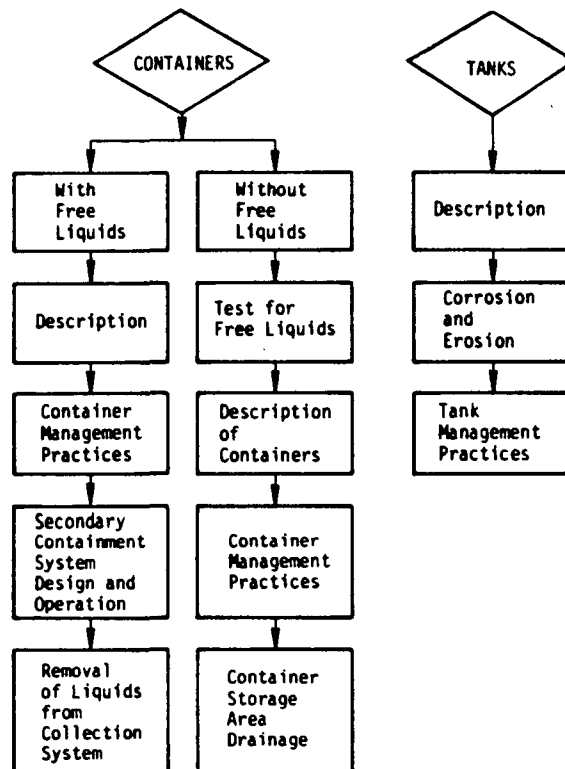 CONTAINERS
TANKS
With
Free
Liquids
Without
Free
Liquids
Description
Description
Test for
Free Liquids
Corrosion
and
Erosion
Container
Management
Practices
Description
of
Containers
Tank
Management
Practices
Secondary
Containment
System
Design and
Operation
Container
Management
Practices
Removal
of Liquids
from
Collection
System
Container
Storage
Area
Drainage